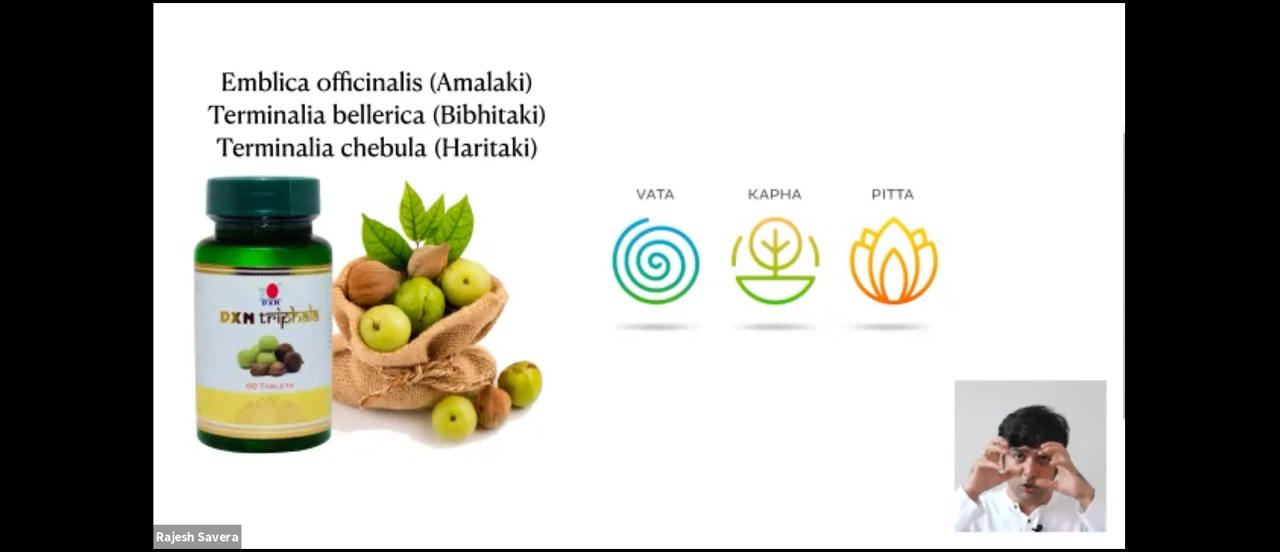 Emblica officinalis (Amalaki)
Terminalia bellerica (Bibhitaki)
Terminalia chebula (Haritaki)
VATA
KAPHA
PITTA
DXN
DXN triphala
60 TABLETS
Rajesh Savera